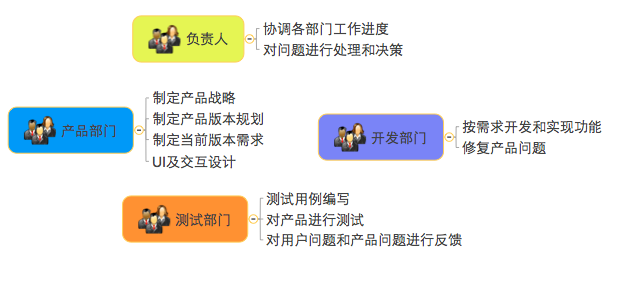 负责人
协调各部门工作进度
对问题进行处理和决策
产品部门
制定产品战略
制定产品版本规划
制定当前版本需求
UI及交互设计
开发部门
按需求开发和实现功能
修复产品问题
测试部门
测试用例编写
对产品进行测试
对用户问题和产品问题进行反馈